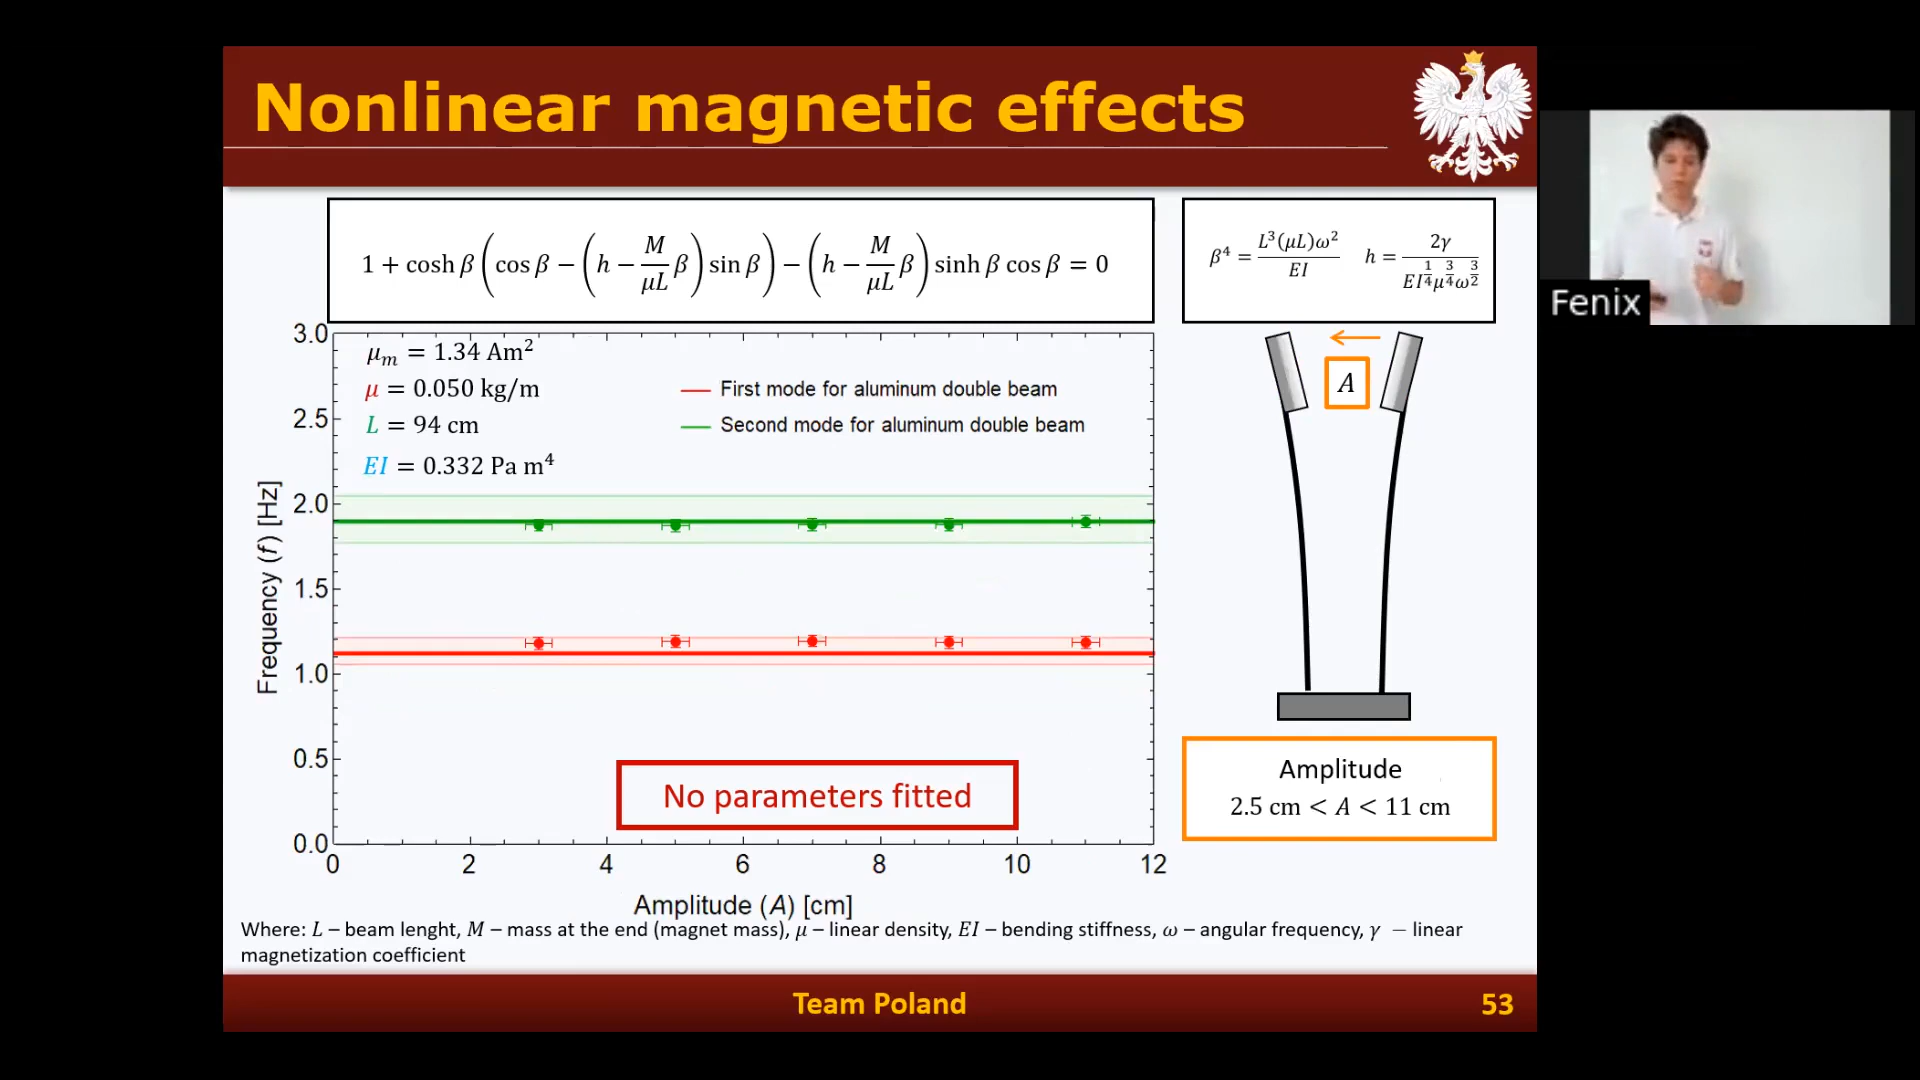 Nonlinear magnetic effects
1 + cosh β (cos β − (h − M/μL β) sin β) − (h − M/μL β) sinh β cos β = 0
β⁴ = L³(μL)ω²/EI h = 2γ/EI^¼μ^¾ω^(3/2)
Fenix
3.0
2.5
2.0
1.5
1.0
0.5
0.0
Frequency (f) [Hz]
μm = 1.34 Am²
μ = 0.050 kg/m
L = 94 cm
EI = 0.332 Pa m⁴
First mode for aluminum double beam
Second mode for aluminum double beam
No parameters fitted
0 2 4 6 8 10 12
Amplitude (A) [cm]
A
Amplitude
2.5 cm < A < 11 cm
Where: L – beam lenght, M – mass at the end (magnet mass), μ – linear density, EI – bending stiffness, ω – angular frequency, γ – linear
magnetization coefficient
Team Poland
53